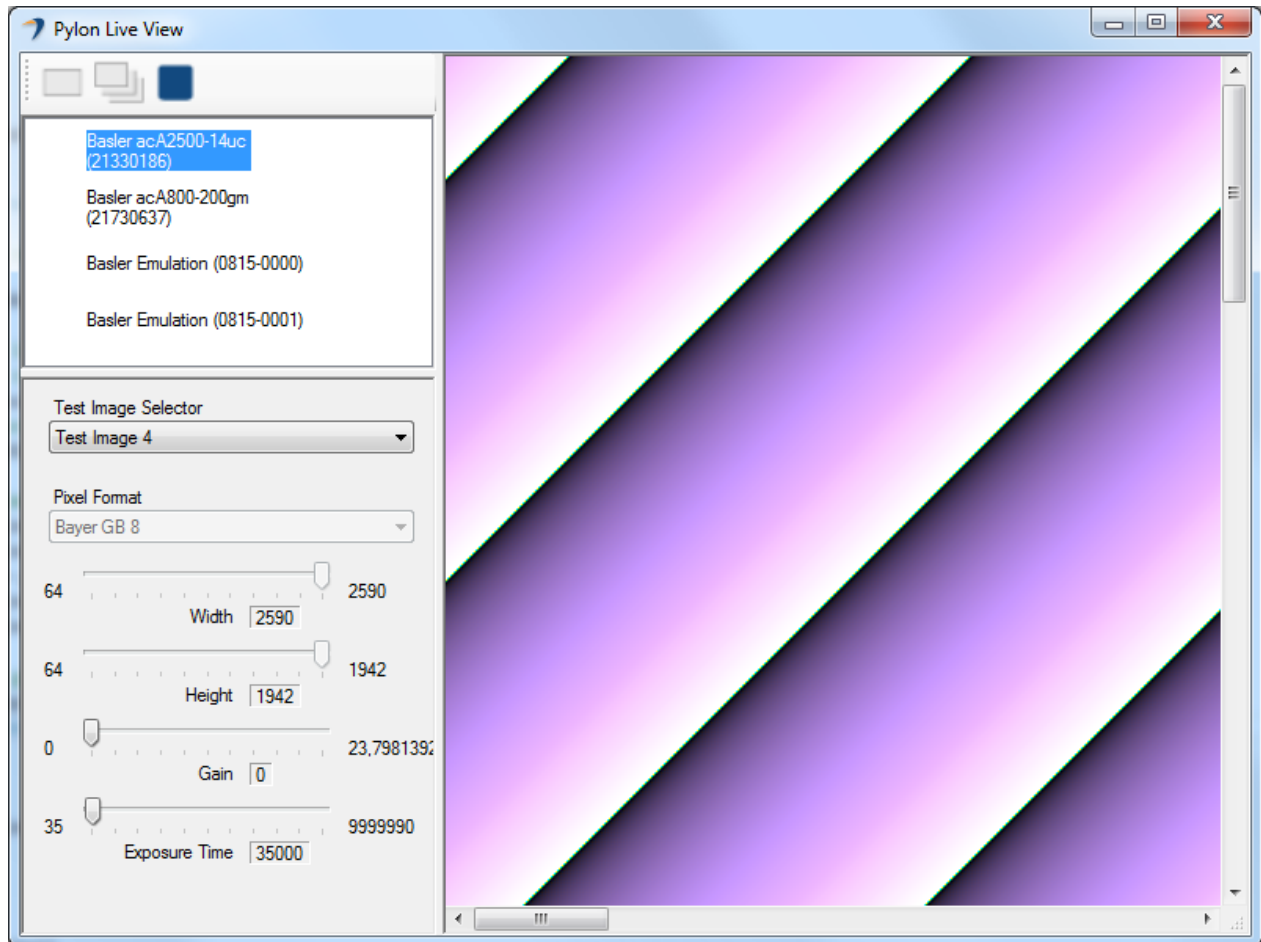 Pylon Live View
Basler acA2500-14uc
(21330186)
Basler acA800-200gm
(21730637)
Basler Emulation (0815-0000)
Basler Emulation (0815-0001)
Test Image Selector
Test Image 4
Pixel Format
Bayer GB 8
64 2590
Width 2590
64 1942
Height 1942
0 23,7981392
Gain 0
35 9999990
Exposure Time 35000